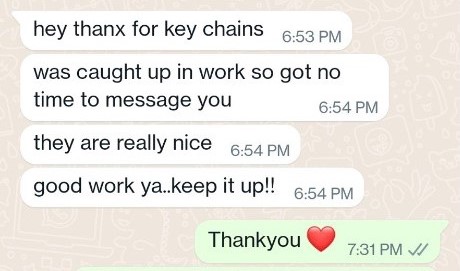 hey thanx for key chains 6:53 PM
was caught up in work so got no
time to message you 6:54 PM
they are really nice 6:54 PM
good work ya..keep it up!! 6:54 PM
Thankyou ❤️ 7:31 PM